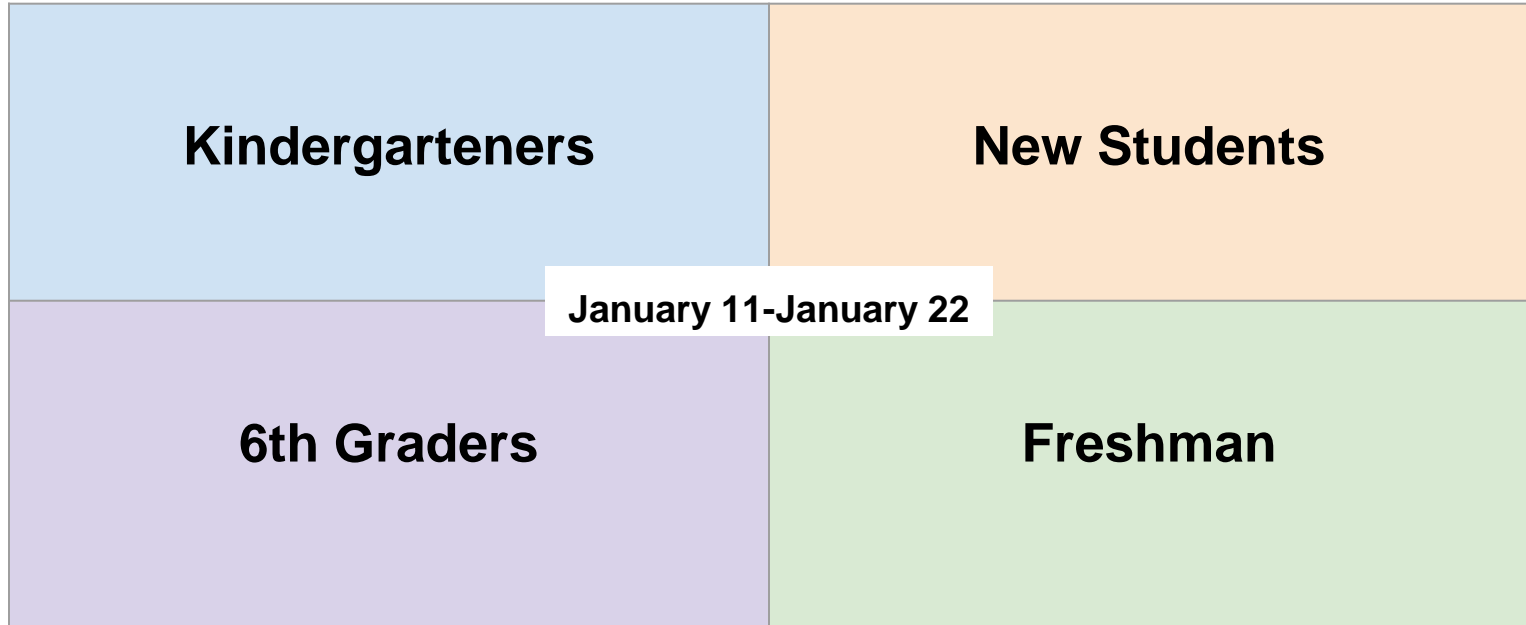 Kindergarteners
New Students
January 11-January 22
6th Graders
Freshman